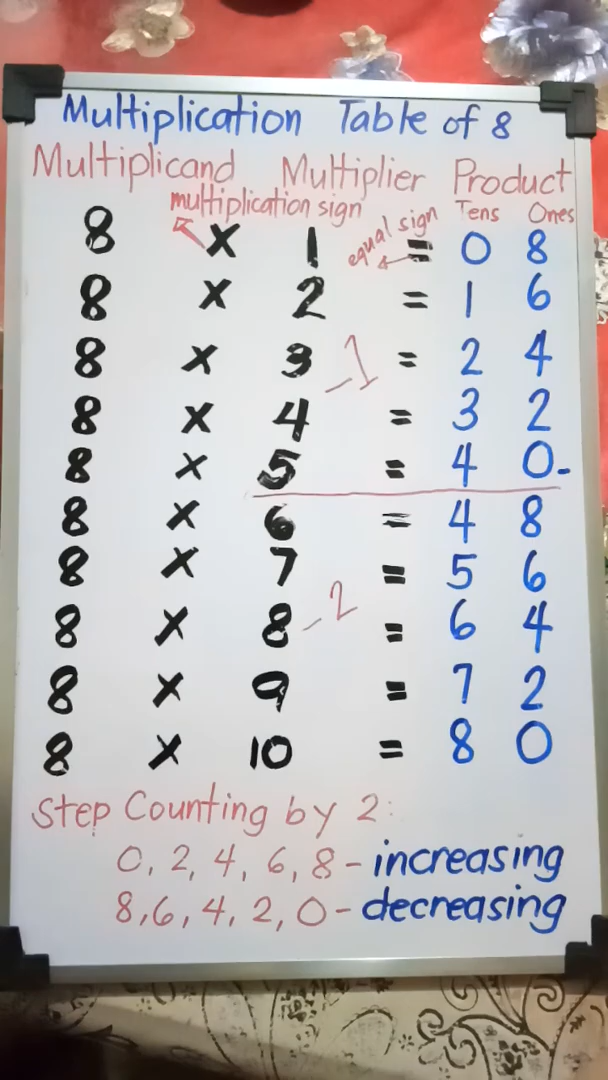 Multiplication Table of 8
Multiplicand Multiplier Product
multiplication sign equal sign Tens Ones
8 x 1 = 0 8
8 x 2 = 1 6
8 x 3 = 2 4
1
8 x 4 = 3 2
8 x 5 = 4 0-
8 x 6 = 4 8
8 x 7 = 5 6
8 x 8 - 2 = 6 4
8 x 9 = 7 2
8 x 10 = 8 0
Step Counting by 2:
0, 2, 4, 6, 8 - increasing
8, 6, 4, 2, 0 - decreasing